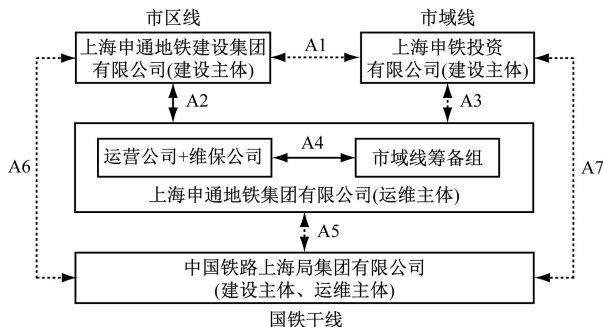 市区线
市域线
上海申通地铁建设集团
有限公司(建设主体)
A1
上海申铁投资
有限公司(建设主体)
A2
A3
运营公司+维保公司
A4
市域线筹备组
A6
A7
上海申通地铁集团有限公司(运维主体)
A5
中国铁路上海局集团有限公司
(建设主体、运维主体)
国铁干线